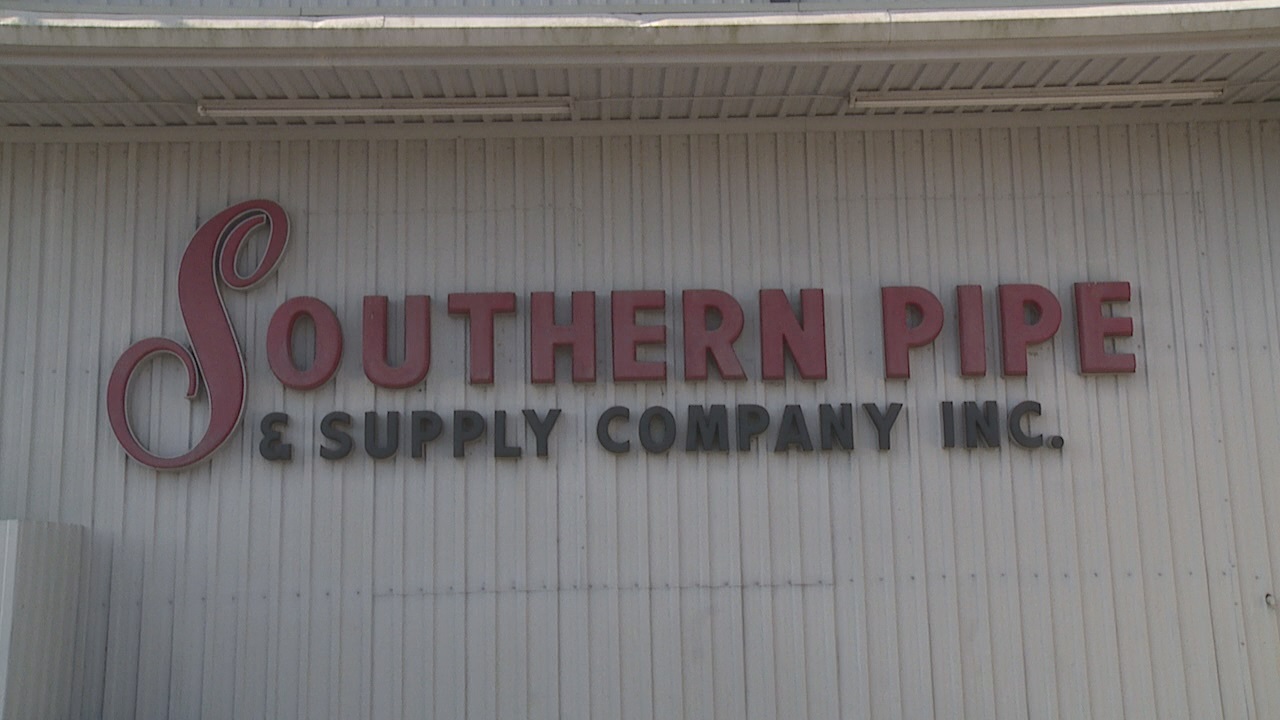 SOUTHERN PIPE
& SUPPLY COMPANY INC.